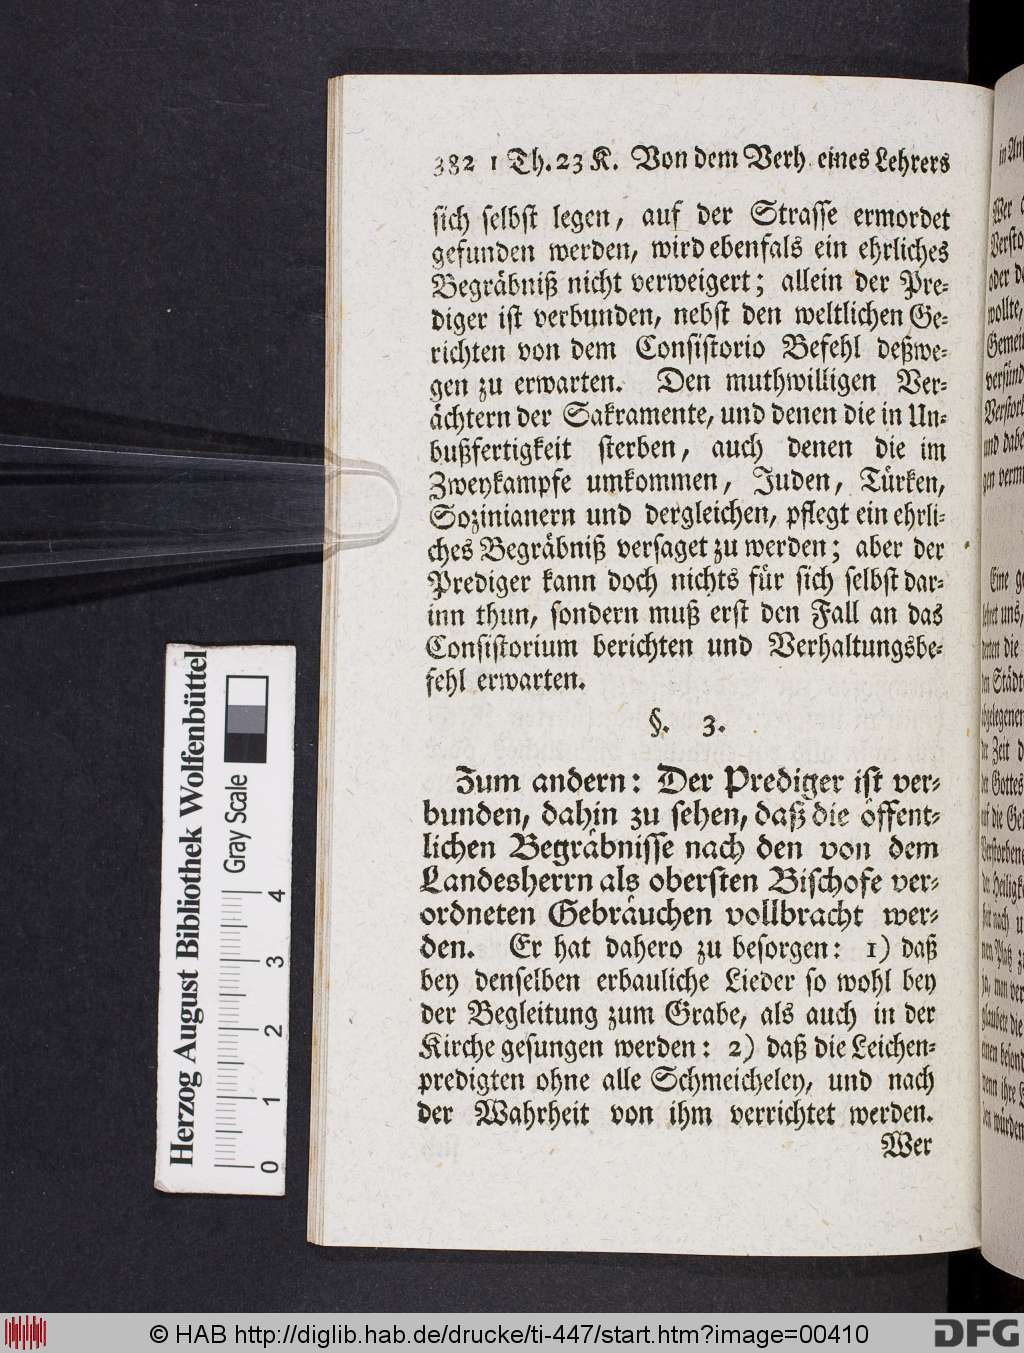 382 1 Th. 23 K. Von dem Verh. eines Lehrers
sich selbst legen, auf der Strasse ermordet
gefunden werden, wird ebenfals ein ehrliches
Begräbniß nicht verweigert; allein der Pre-
diger ist verbunden, nebst den weltlichen Ge-
richten von dem Consistorio Befehl deßwe-
gen zu erwarten. Den muthwilligen Ver-
ächtern der Sakramente, und denen die in Un-
bußfertigkeit sterben, auch denen die im
Zweykampfe umkommen, Juden, Türken,
Sozinianern und dergleichen, pflegt ein ehrli-
ches Begräbniß versaget zu werden; aber der
Prediger kann doch nichts für sich selbst dar-
inn thun, sondern muß erst den Fall an das
Consistorium berichten und Verhaltungsbe-
fehl erwarten.
§. 3.
Zum andern: Der Prediger ist ver-
bunden, dahin zu sehen, daß die öffent-
lichen Begräbnisse nach den von dem
Landesherrn als obersten Bischofe ver-
ordneten Gebräuchen vollbracht wer-
den. Er hat dahero zu besorgen: 1) daß
bey denselben erbauliche Lieder so wohl bey
der Begleitung zum Grabe, als auch in der
Kirche gesungen werden: 2) daß die Leichen-
predigten ohne alle Schmeicheley, und nach
der Wahrheit von ihm verrichtet werden.
Wer
Herzog August Bibliothek Wolfenbüttel
Gray Scale
0 1 2 3 4
© HAB http://diglib.hab.de/drucke/ti-447/start.htm?image=00410
DFG